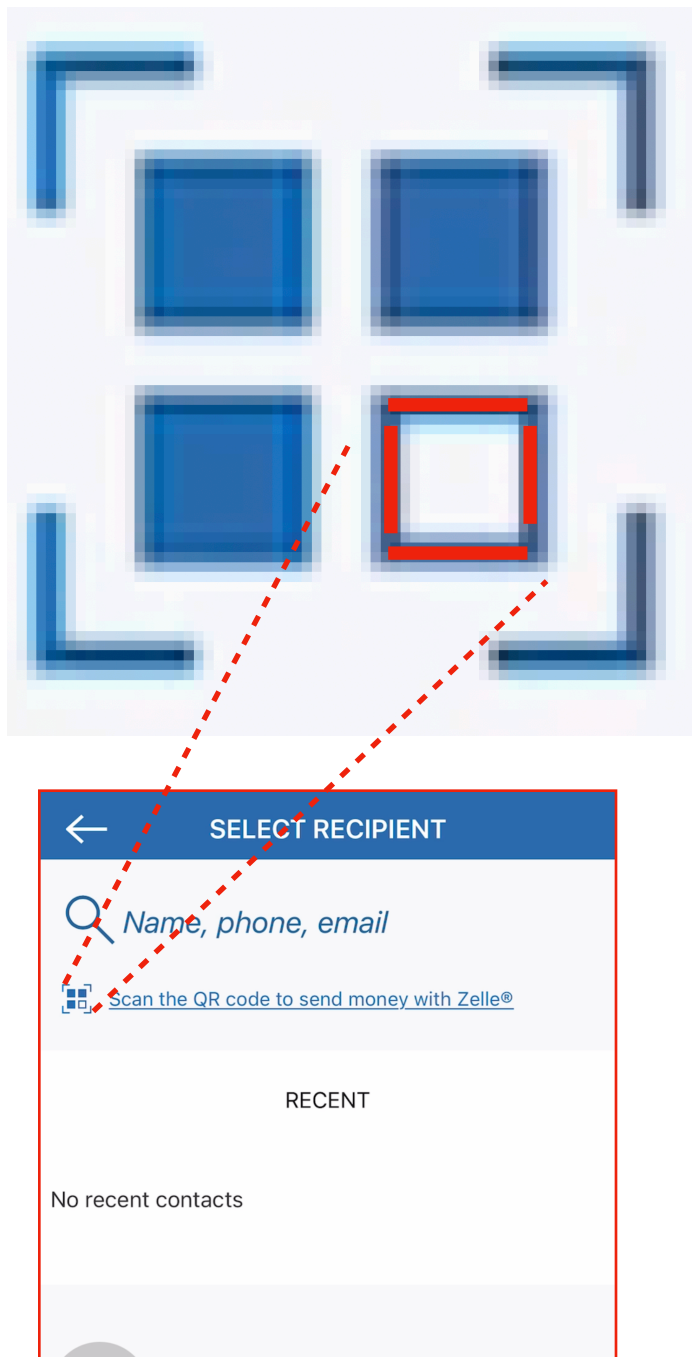 SELECT RECIPIENT
Name, phone, email
Scan the QR code to send money with Zelle®
RECENT
No recent contacts